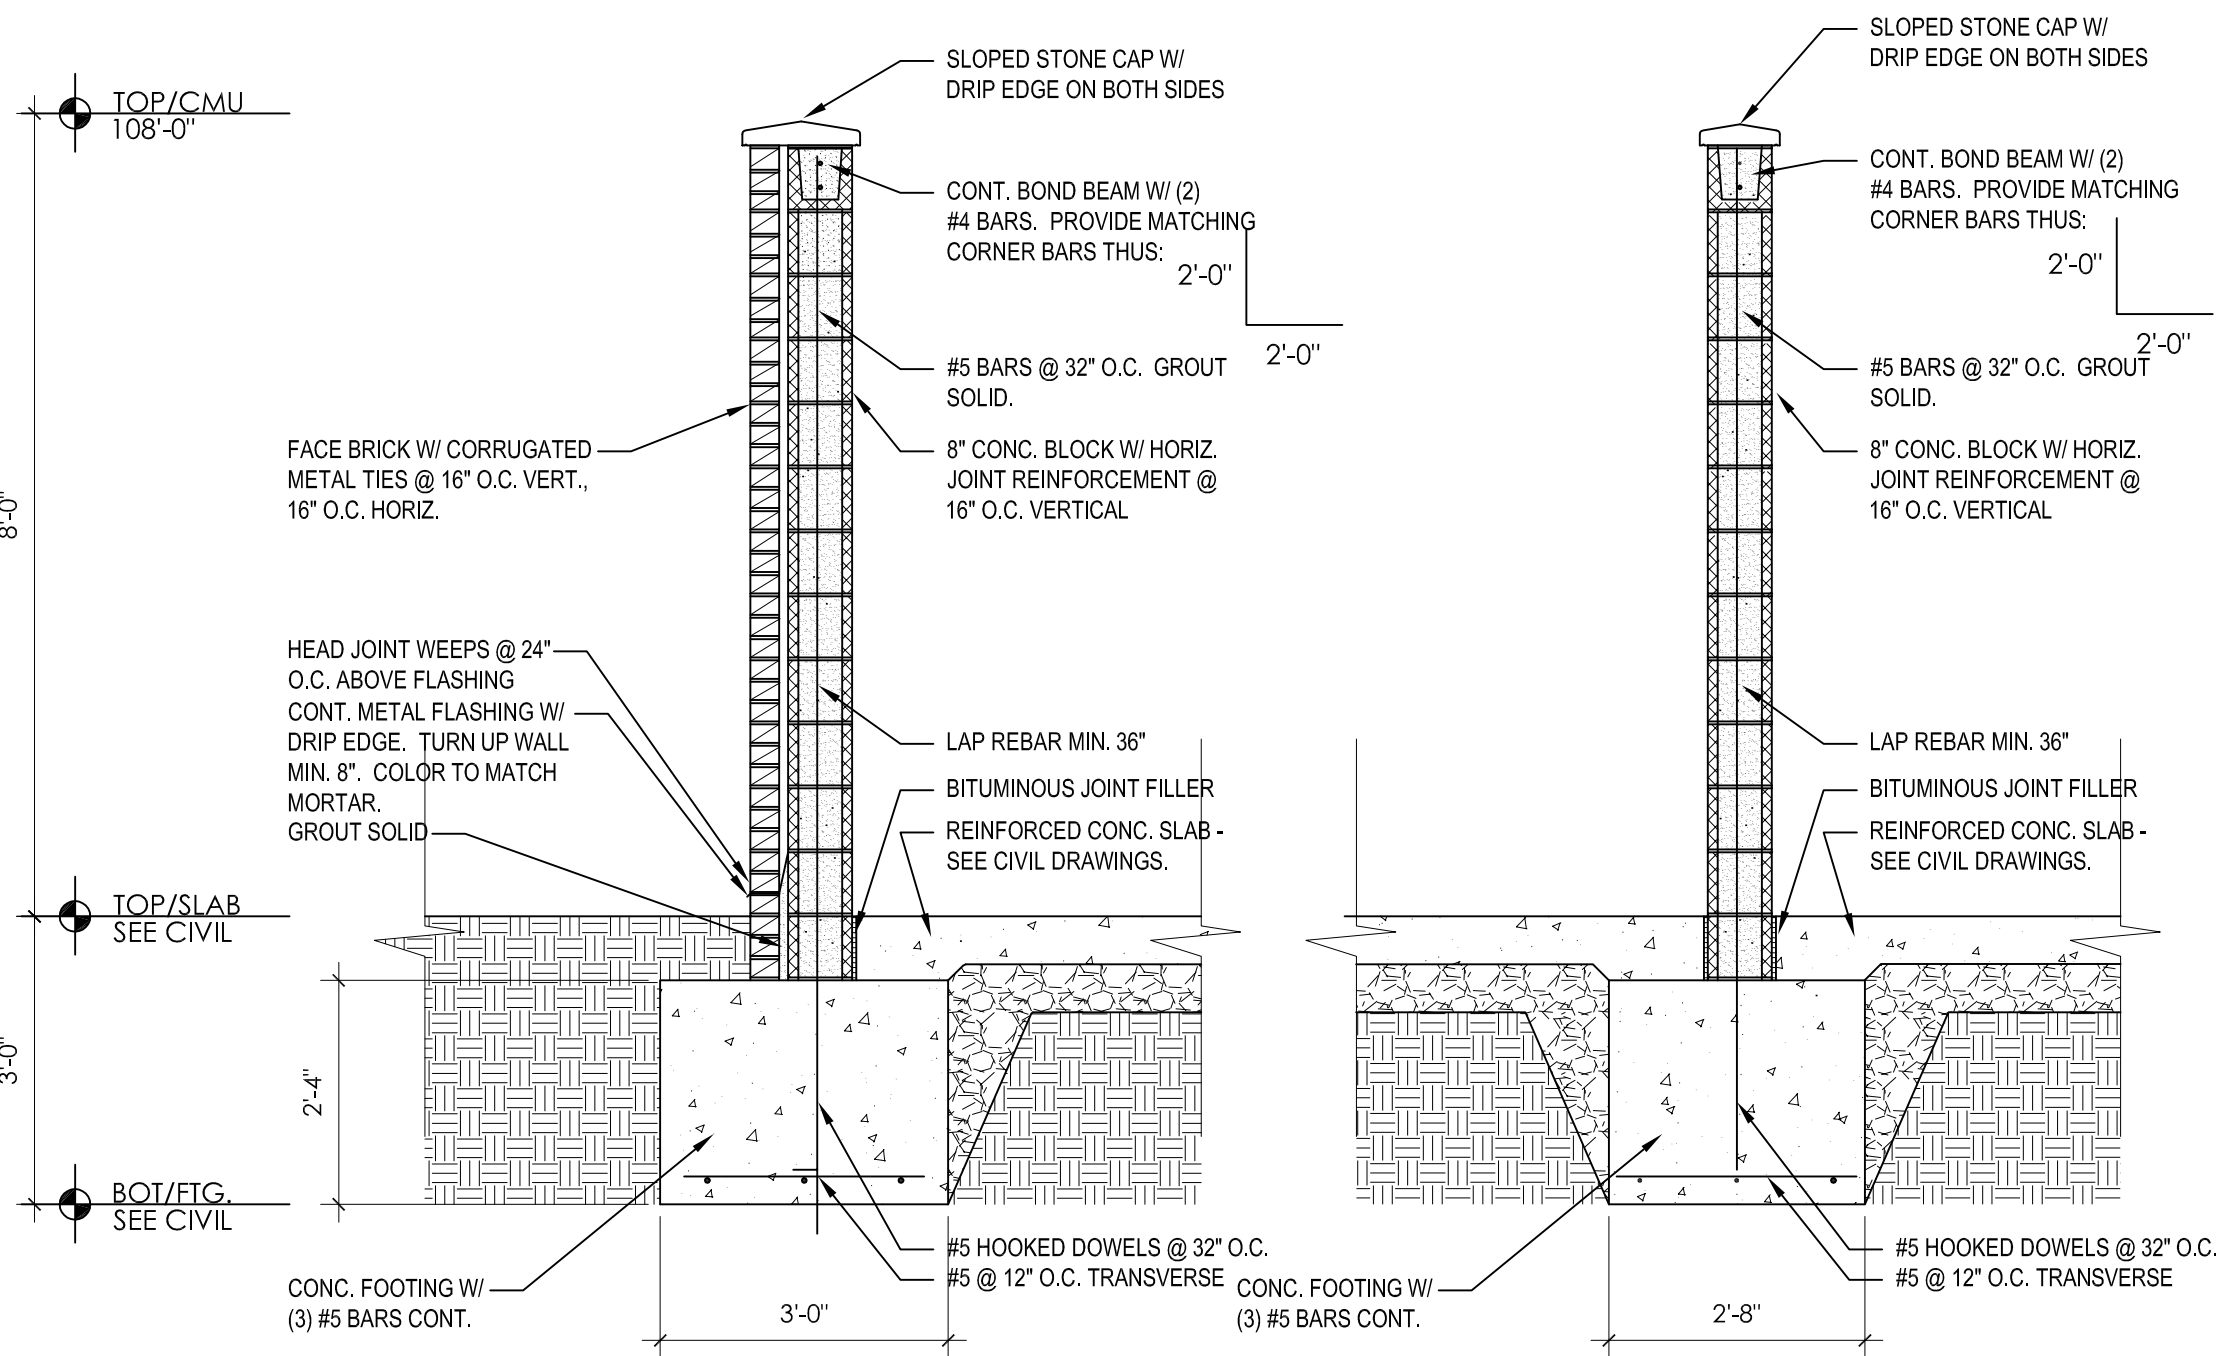 TOP/CMU
108'-0"
8'-0"
TOP/SLAB
SEE CIVIL
3'-0"
BOT/FTG.
SEE CIVIL
2'-4"
FACE BRICK W/ CORRUGATED
METAL TIES @ 16" O.C. VERT.,
16" O.C. HORIZ.
HEAD JOINT WEEPS @ 24"
O.C. ABOVE FLASHING
CONT. METAL FLASHING W/
DRIP EDGE.  TURN UP WALL
MIN. 8".  COLOR TO MATCH
MORTAR.
GROUT SOLID
CONC. FOOTING W/
(3) #5 BARS CONT.
SLOPED STONE CAP W/
DRIP EDGE ON BOTH SIDES
CONT. BOND BEAM W/ (2)
#4 BARS.  PROVIDE MATCHING
CORNER BARS THUS:
2'-0"
2'-0"
#5 BARS @ 32" O.C.  GROUT
SOLID.
8" CONC. BLOCK W/ HORIZ.
JOINT REINFORCEMENT @
16" O.C. VERTICAL
LAP REBAR MIN. 36"
BITUMINOUS JOINT FILLER
REINFORCED CONC. SLAB -
SEE CIVIL DRAWINGS.
#5 HOOKED DOWELS @ 32" O.C.
#5 @ 12" O.C. TRANSVERSE
3'-0"
SLOPED STONE CAP W/
DRIP EDGE ON BOTH SIDES
CONT. BOND BEAM W/ (2)
#4 BARS.  PROVIDE MATCHING
CORNER BARS THUS:
2'-0"
2'-0"
#5 BARS @ 32" O.C.  GROUT
SOLID.
8" CONC. BLOCK W/ HORIZ.
JOINT REINFORCEMENT @
16" O.C. VERTICAL
LAP REBAR MIN. 36"
BITUMINOUS JOINT FILLER
REINFORCED CONC. SLAB -
SEE CIVIL DRAWINGS.
#5 HOOKED DOWELS @ 32" O.C.
#5 @ 12" O.C. TRANSVERSE
CONC. FOOTING W/
(3) #5 BARS CONT.
2'-8"